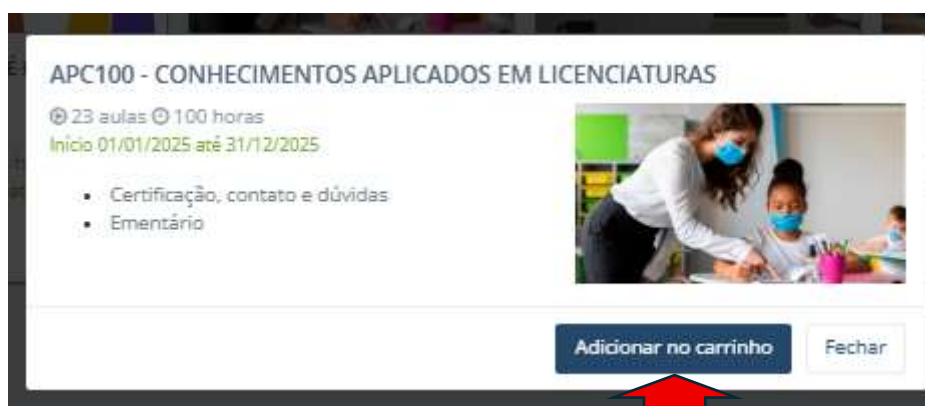 APC100 - CONHECIMENTOS APLICADOS EM LICENCIATURAS
23 aulas 100 horas
Início 01/01/2025 até 31/12/2025
Certificação, contato e dúvidas
Ementário
Adicionar no carrinho
Fechar